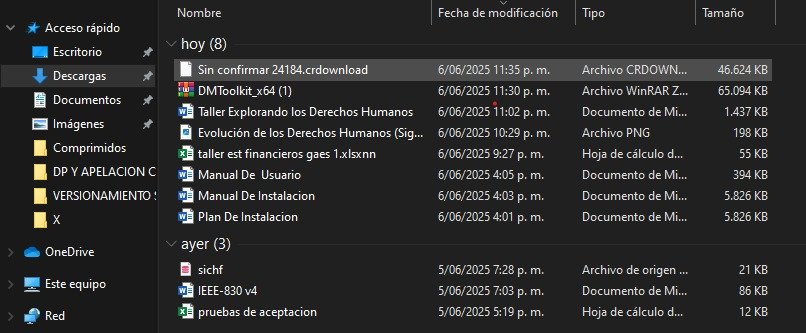 Nombre Fecha de modificación Tipo Tamaño
Acceso rápido
Escritorio
Descargas
Documentos
Imágenes
Comprimidos
DP Y APELACION C
VERSIONAMIENTO S
X
OneDrive
Este equipo
Red
hoy (8)
Sin confirmar 24184.crdownload 6/06/2025 11:35 p. m. Archivo CRDOWN... 46.624 KB
DMToolkit_x64 (1) 6/06/2025 11:30 p. m. Archivo WinRAR Z... 65.094 KB
Taller Explorando los Derechos Humanos 6/06/2025 11:02 p. m. Documento de Mi... 1.437 KB
Evolución de los Derechos Humanos (Sig... 6/06/2025 10:29 p. m. Archivo PNG 198 KB
taller est financieros gaes 1.xlsxnn 6/06/2025 9:27 p. m. Hoja de cálculo d... 55 KB
Manual De Usuario 6/06/2025 4:05 p. m. Documento de Mi... 394 KB
Manual De Instalacion 6/06/2025 4:03 p. m. Documento de Mi... 5.826 KB
Plan De Instalacion 6/06/2025 4:01 p. m. Documento de Mi... 5.826 KB
ayer (3)
sichf 5/06/2025 7:28 p. m. Archivo de origen ... 21 KB
IEEE-830 v4 5/06/2025 7:03 p. m. Documento de Mi... 86 KB
pruebas de aceptacion 5/06/2025 5:19 p. m. Hoja de cálculo d... 12 KB